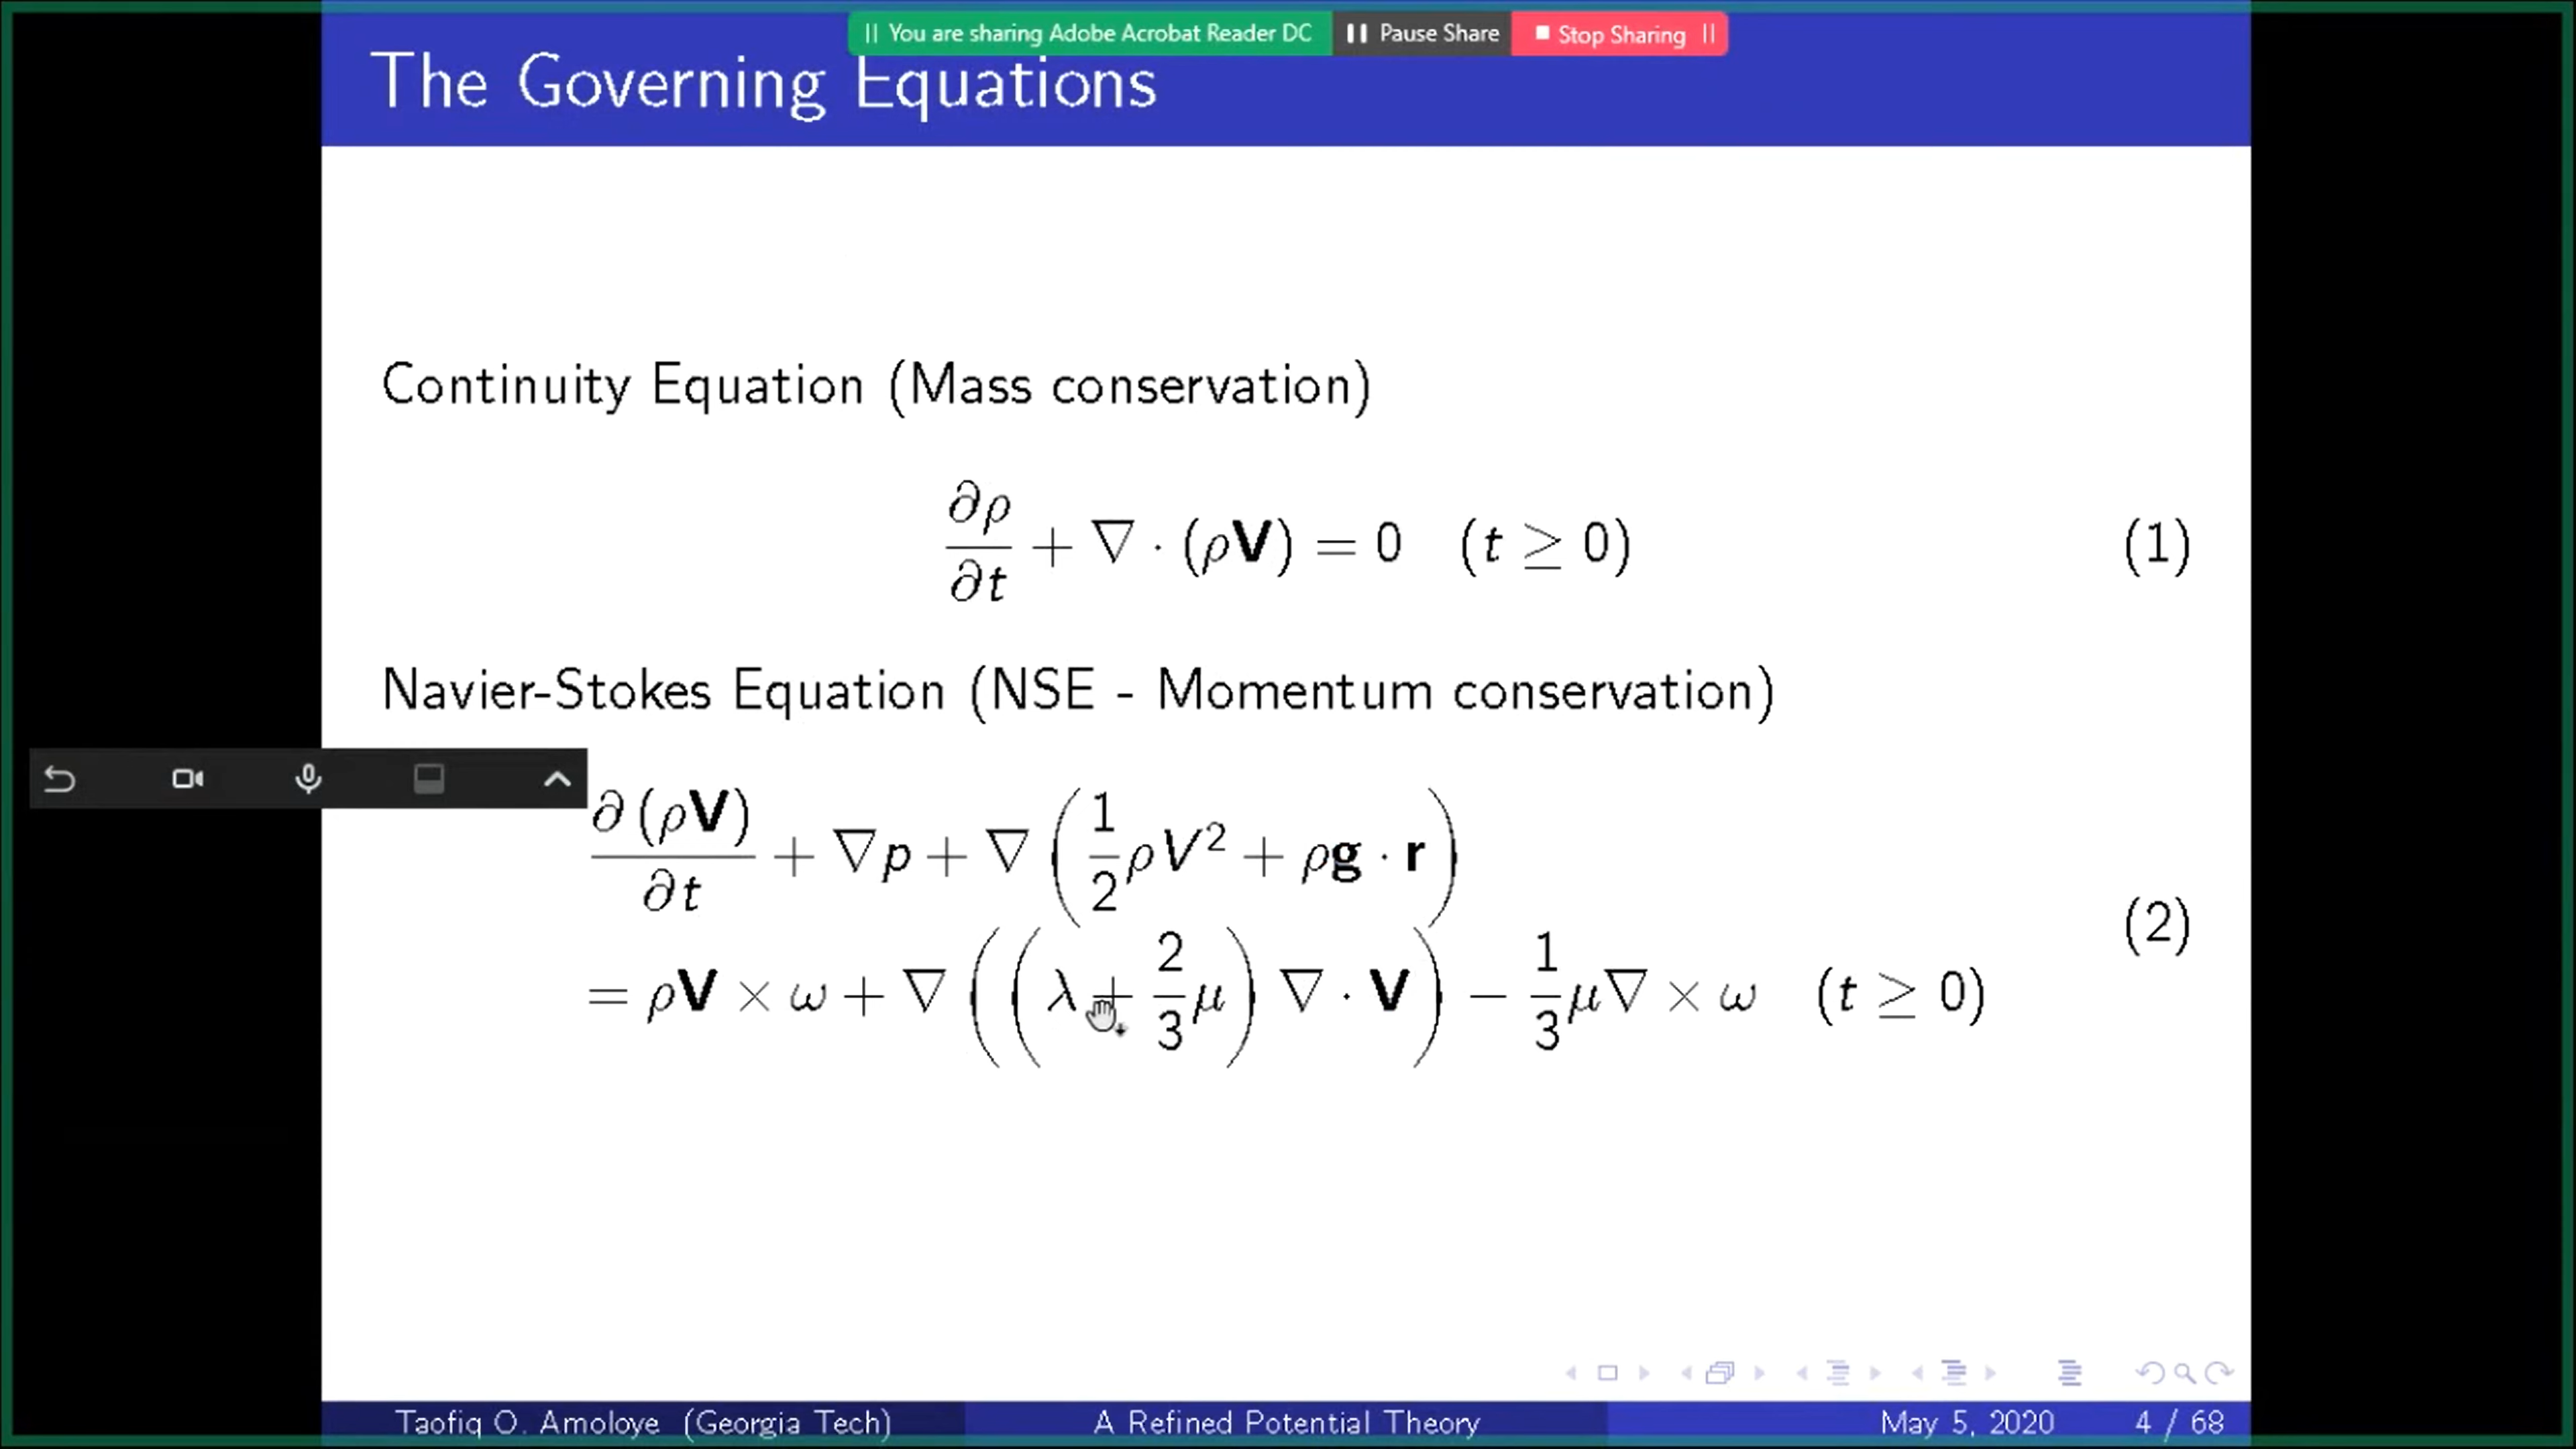 You are sharing Adobe Acrobat Reader DC Pause Share Stop Sharing
The Governing Equations
Continuity Equation (Mass conservation)
∂ρ/∂t + ∇ · (ρV) = 0 (t ≥ 0) (1)
Navier-Stokes Equation (NSE - Momentum conservation)
∂(ρV)/∂t + ∇p + ∇(1/2 ρV² + ρg · r)
= ρV × ω + ∇((λ + 2/3 μ) ∇ · V) − 1/3 μ∇ × ω (t ≥ 0) (2)
Taofiq O. Amoloye (Georgia Tech) A Refined Potential Theory May 5, 2020 4 / 68